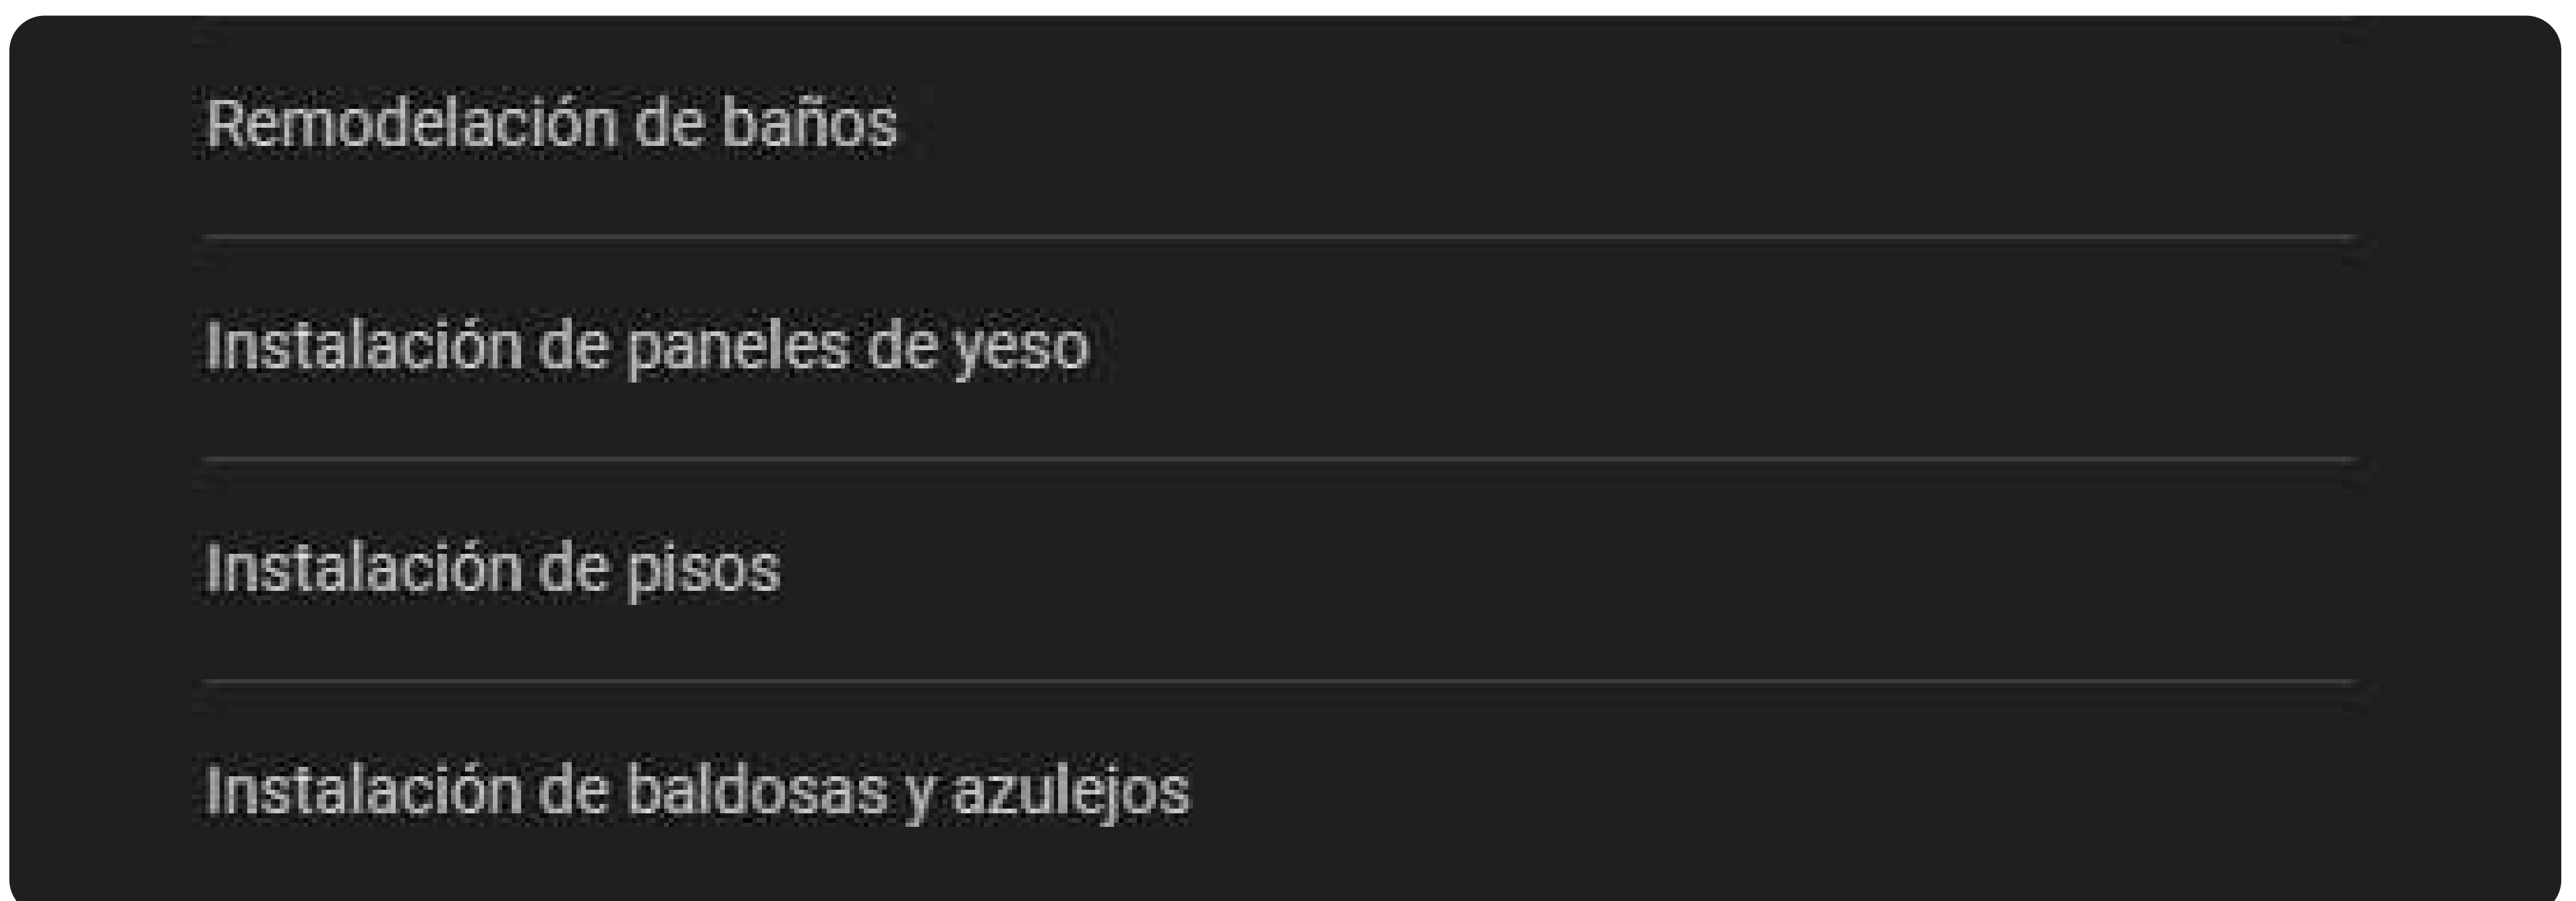 Remodelación de baños
Instalación de paneles de yeso
Instalación de pisos
Instalación de baldosas y azulejos